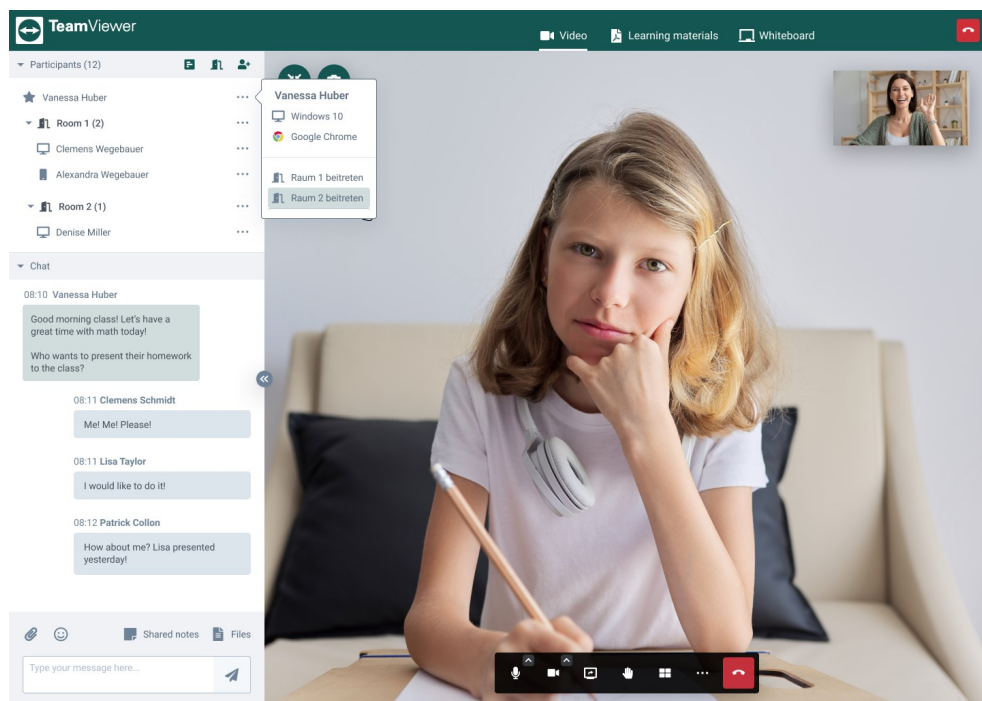 TeamViewer
Video
Learning materials
Whiteboard
Participants (12)
Vanessa Huber
Room 1 (2)
Clemens Wegebauer
Alexandra Wegebauer
Room 2 (1)
Denise Miller
Vanessa Huber
Windows 10
Google Chrome
Raum 1 beitreten
Raum 2 beitreten
Chat
08:10 Vanessa Huber
Good morning class! Let's have a
great time with math today!
Who wants to present their homework
to the class?
08:11 Clemens Schmidt
Me! Me! Please!
08:11 Lisa Taylor
I would like to do it!
08:12 Patrick Collon
How about me? Lisa presented
yesterday!
Shared notes
Files
Type your message here...